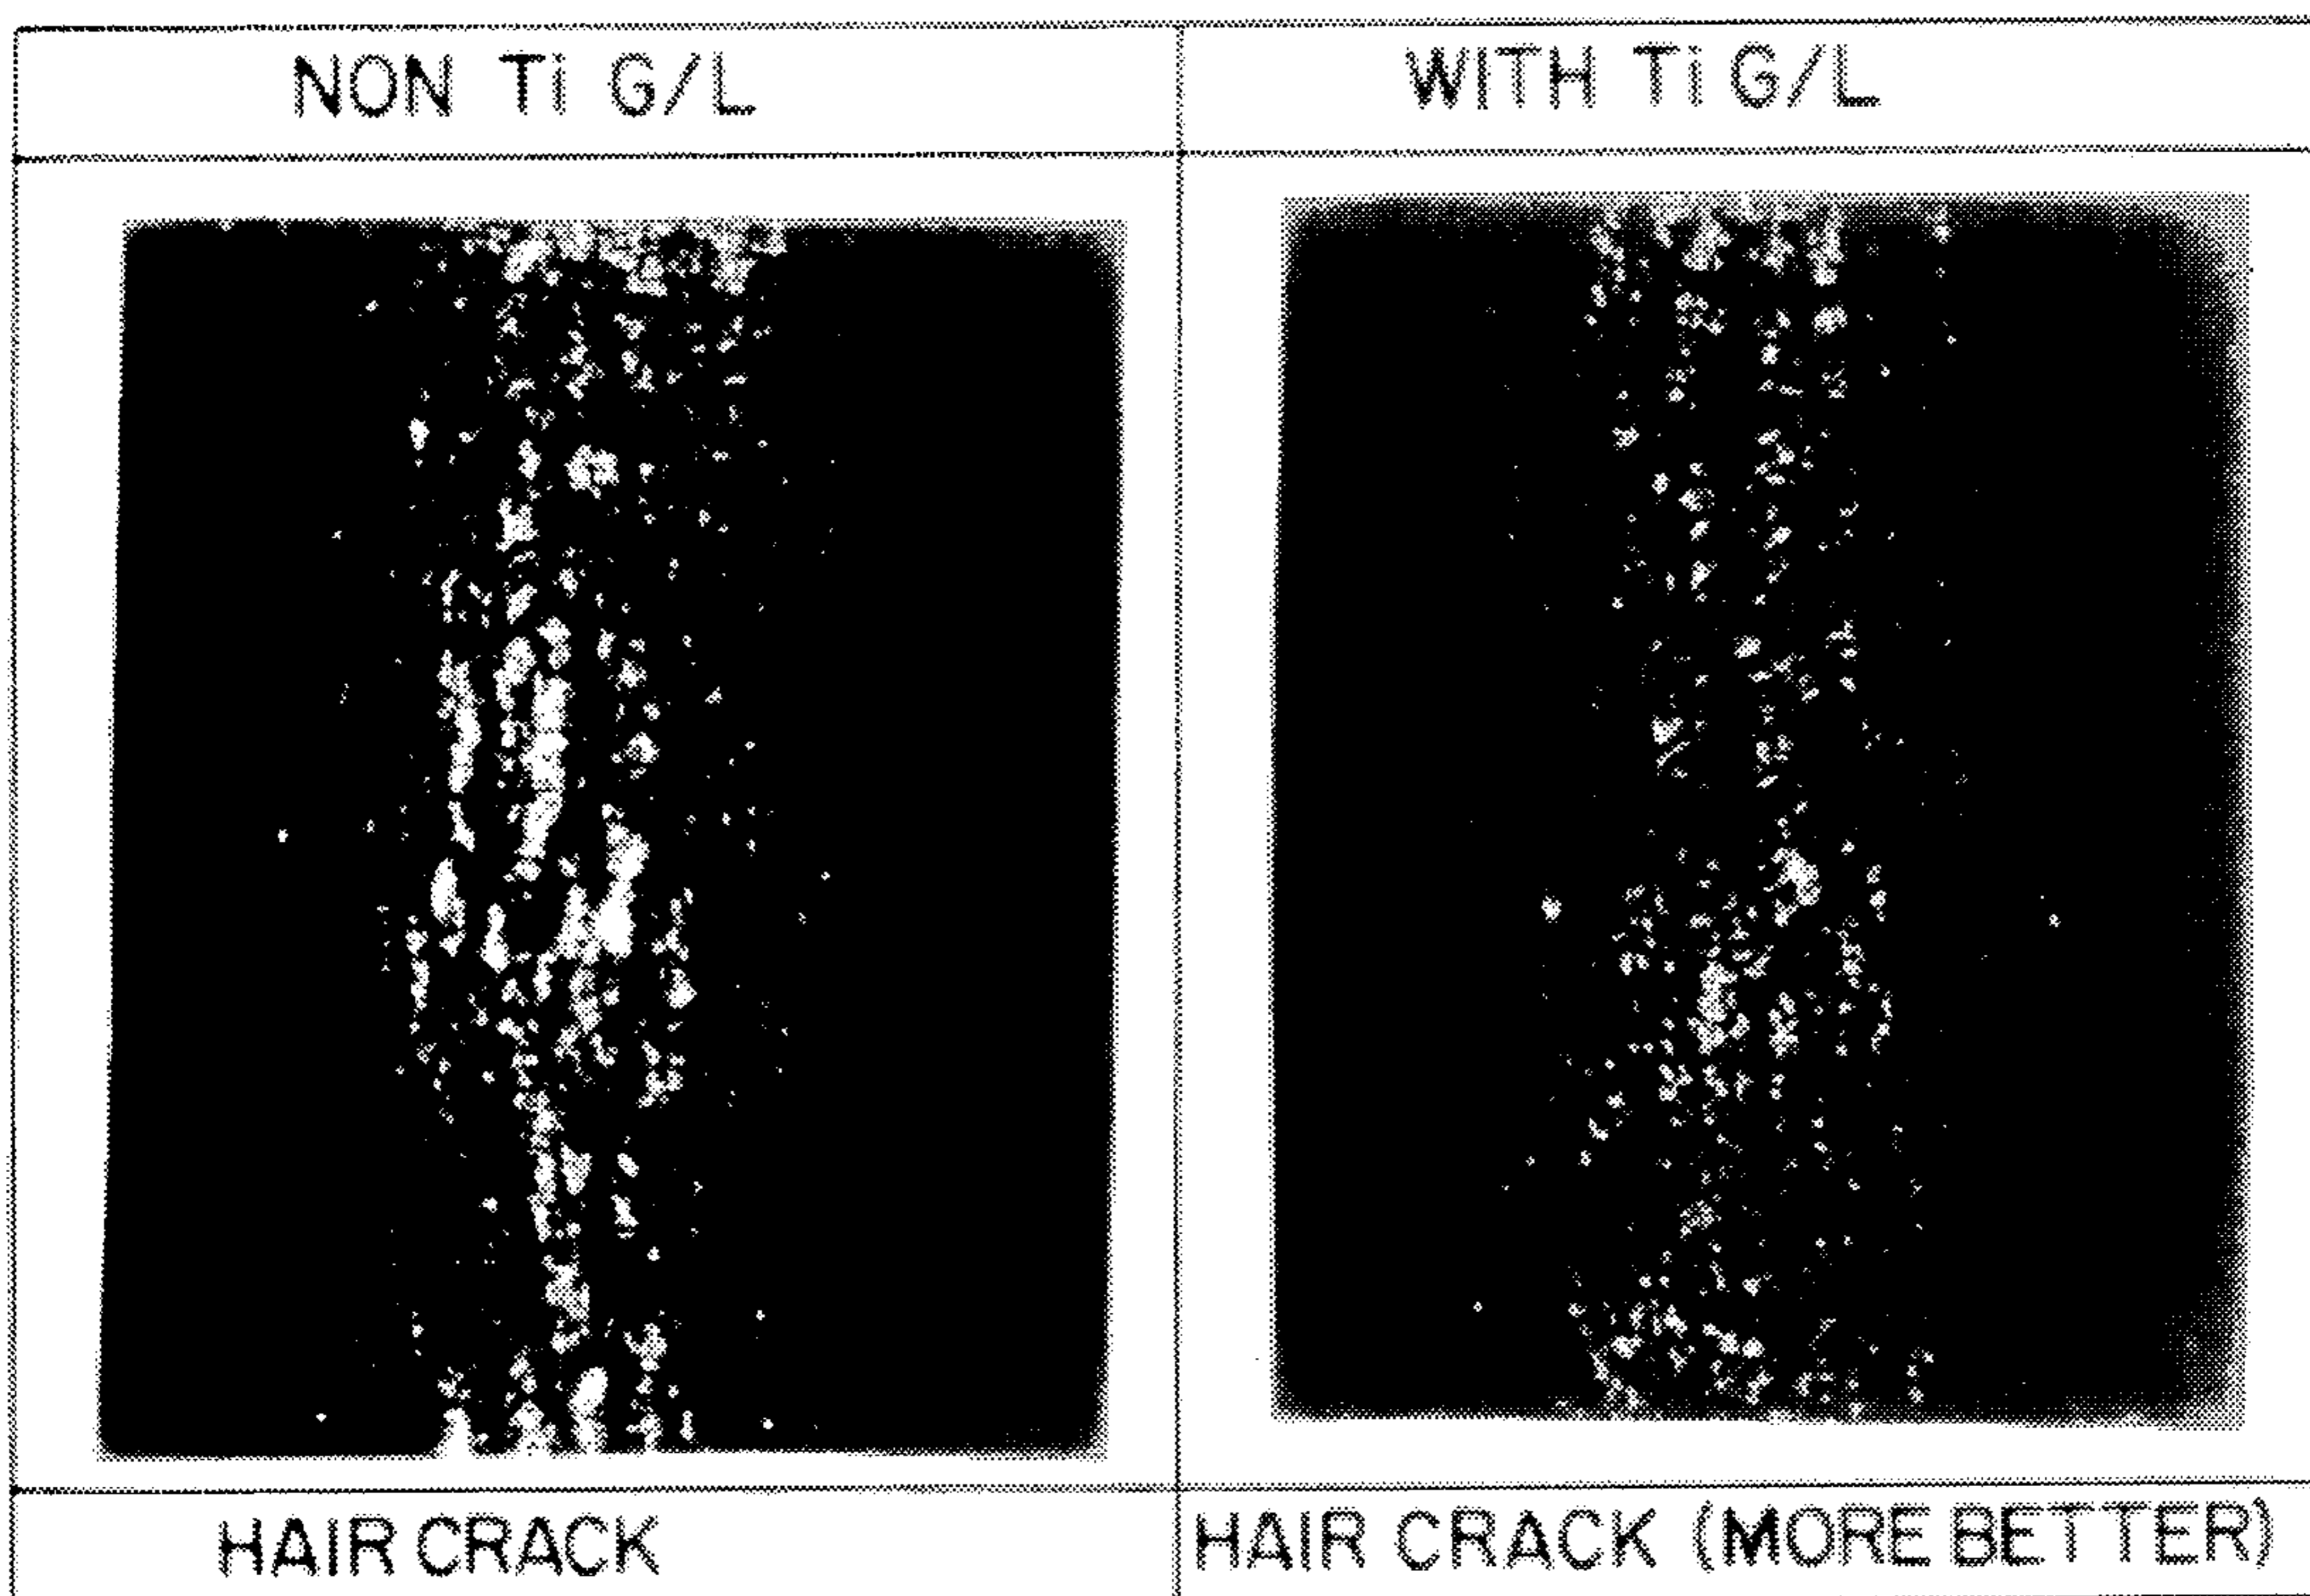 NON Ti G/L
WITH Ti G/L
HAIR CRACK
HAIR CRACK (MORE BETTER)